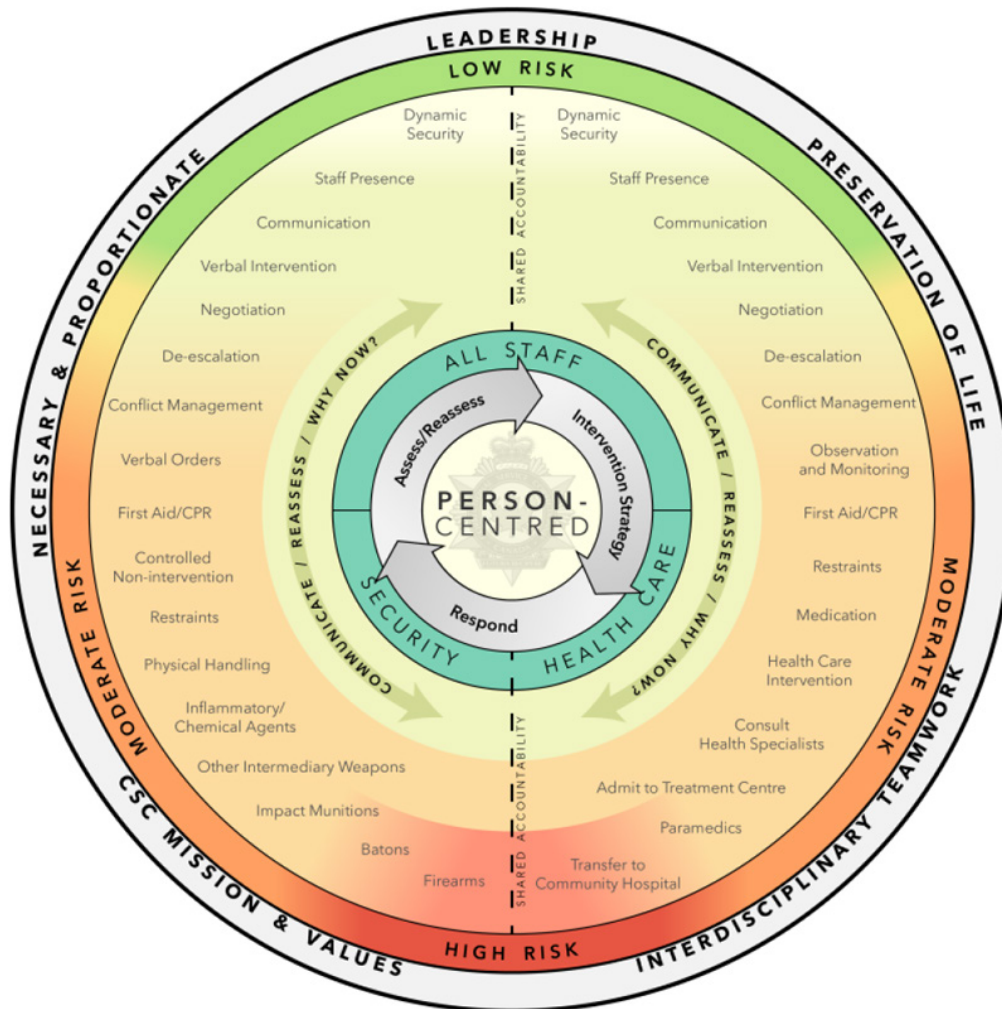 LEADERSHIP
LOW RISK
NECESSARY & PROPORTIONATE
PRESERVATION OF LIFE
Dynamic
Security
Staff Presence
Communication
Verbal Intervention
Negotiation
De-escalation
Conflict Management
Verbal Orders
First Aid/CPR
Controlled
Non-intervention
Restraints
Physical Handling
Inflammatory/
Chemical Agents
Other Intermediary Weapons
Impact Munitions
Batons
Firearms
SHARED ACCOUNTABILITY
Dynamic
Security
Staff Presence
Communication
Verbal Intervention
Negotiation
De-escalation
Conflict Management
Observation
and Monitoring
First Aid/CPR
Restraints
Medication
Health Care
Intervention
Consult
Health Specialists
Admit to Treatment Centre
Paramedics
Transfer to
Community Hospital
COMMUNICATE / REASSESS / WHY NOW?
COMMUNICATE / REASSESS / WHY NOW?
ALL STAFF
Assess/Reassess
Intervention Strategy
PERSON-
CENTRED
Respond
SECURITY
HEALTH CARE
SHARED ACCOUNTABILITY
MODERATE RISK
MODERATE RISK
HIGH RISK
CSC MISSION & VALUES
INTERDISCIPLINARY TEAMWORK